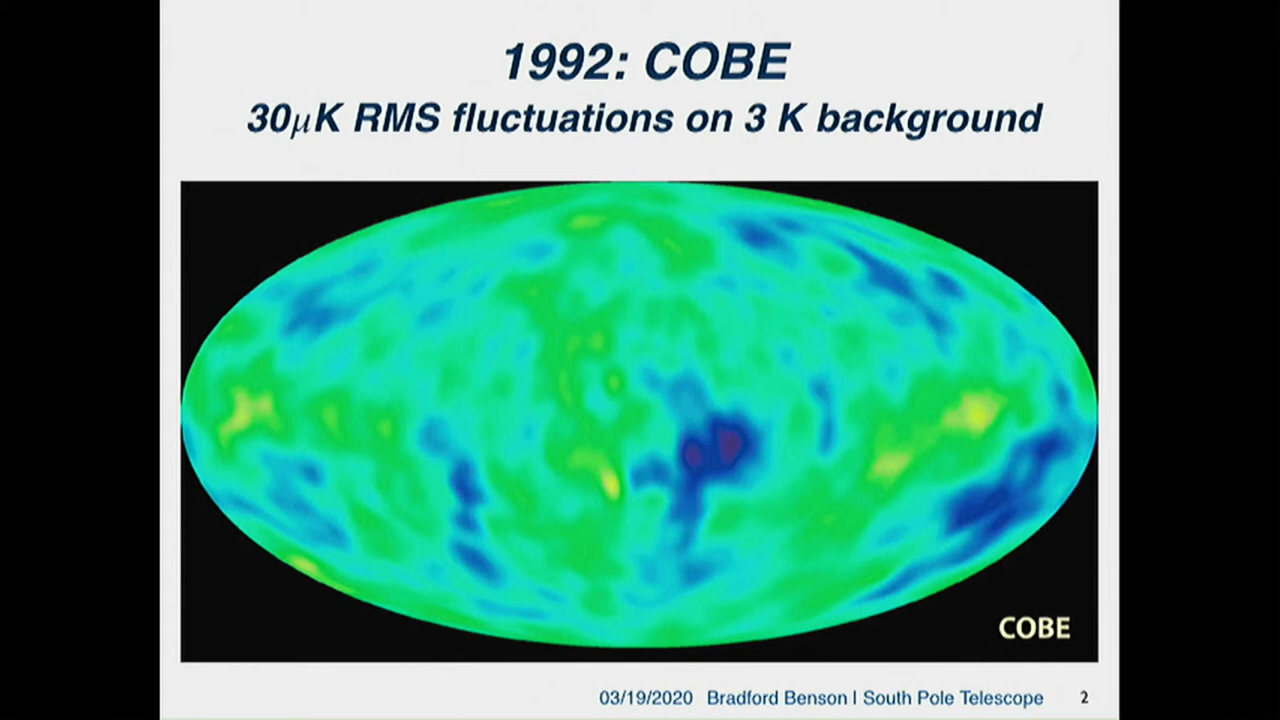 1992: COBE
30μK RMS fluctuations on 3 K background
COBE
03/19/2020 Bradford Benson | South Pole Telescope 2